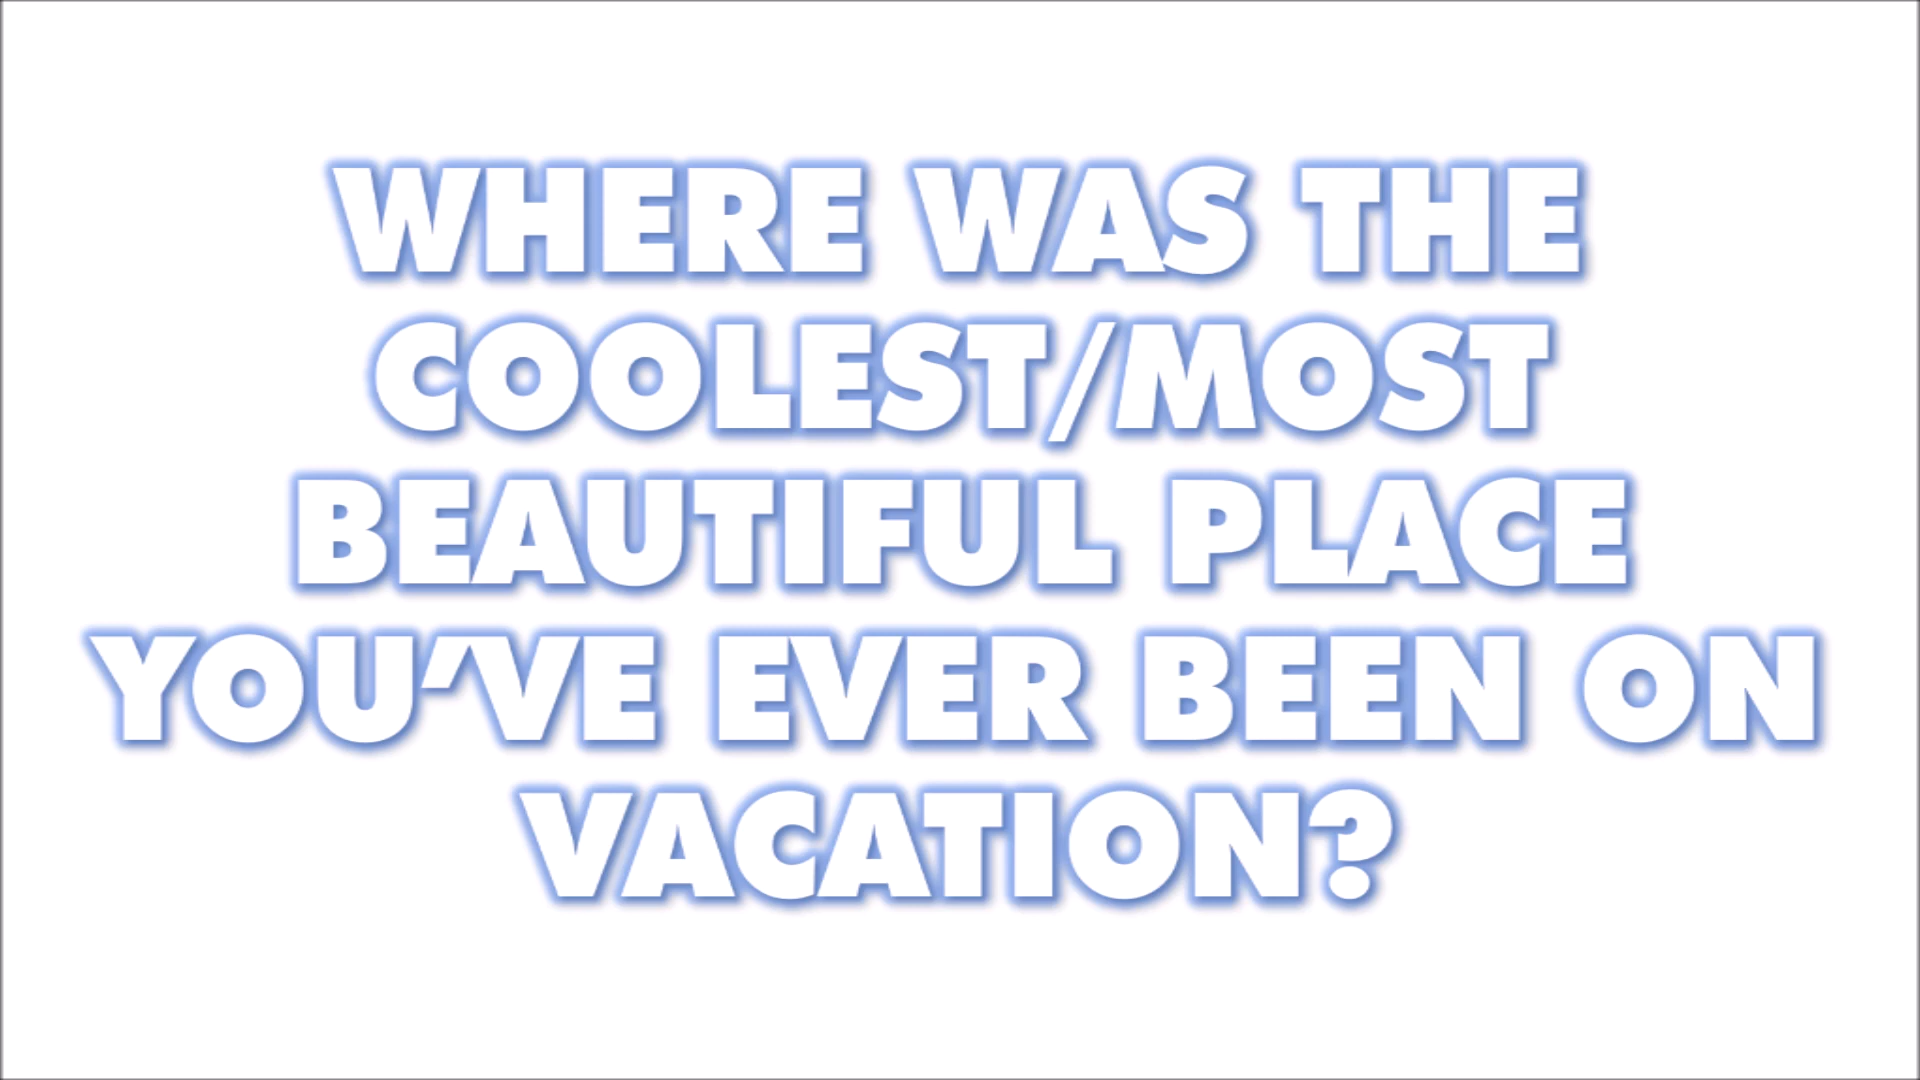 WHERE WAS THE
COOLEST/MOST
BEAUTIFUL PLACE
YOU'VE EVER BEEN ON
VACATION?